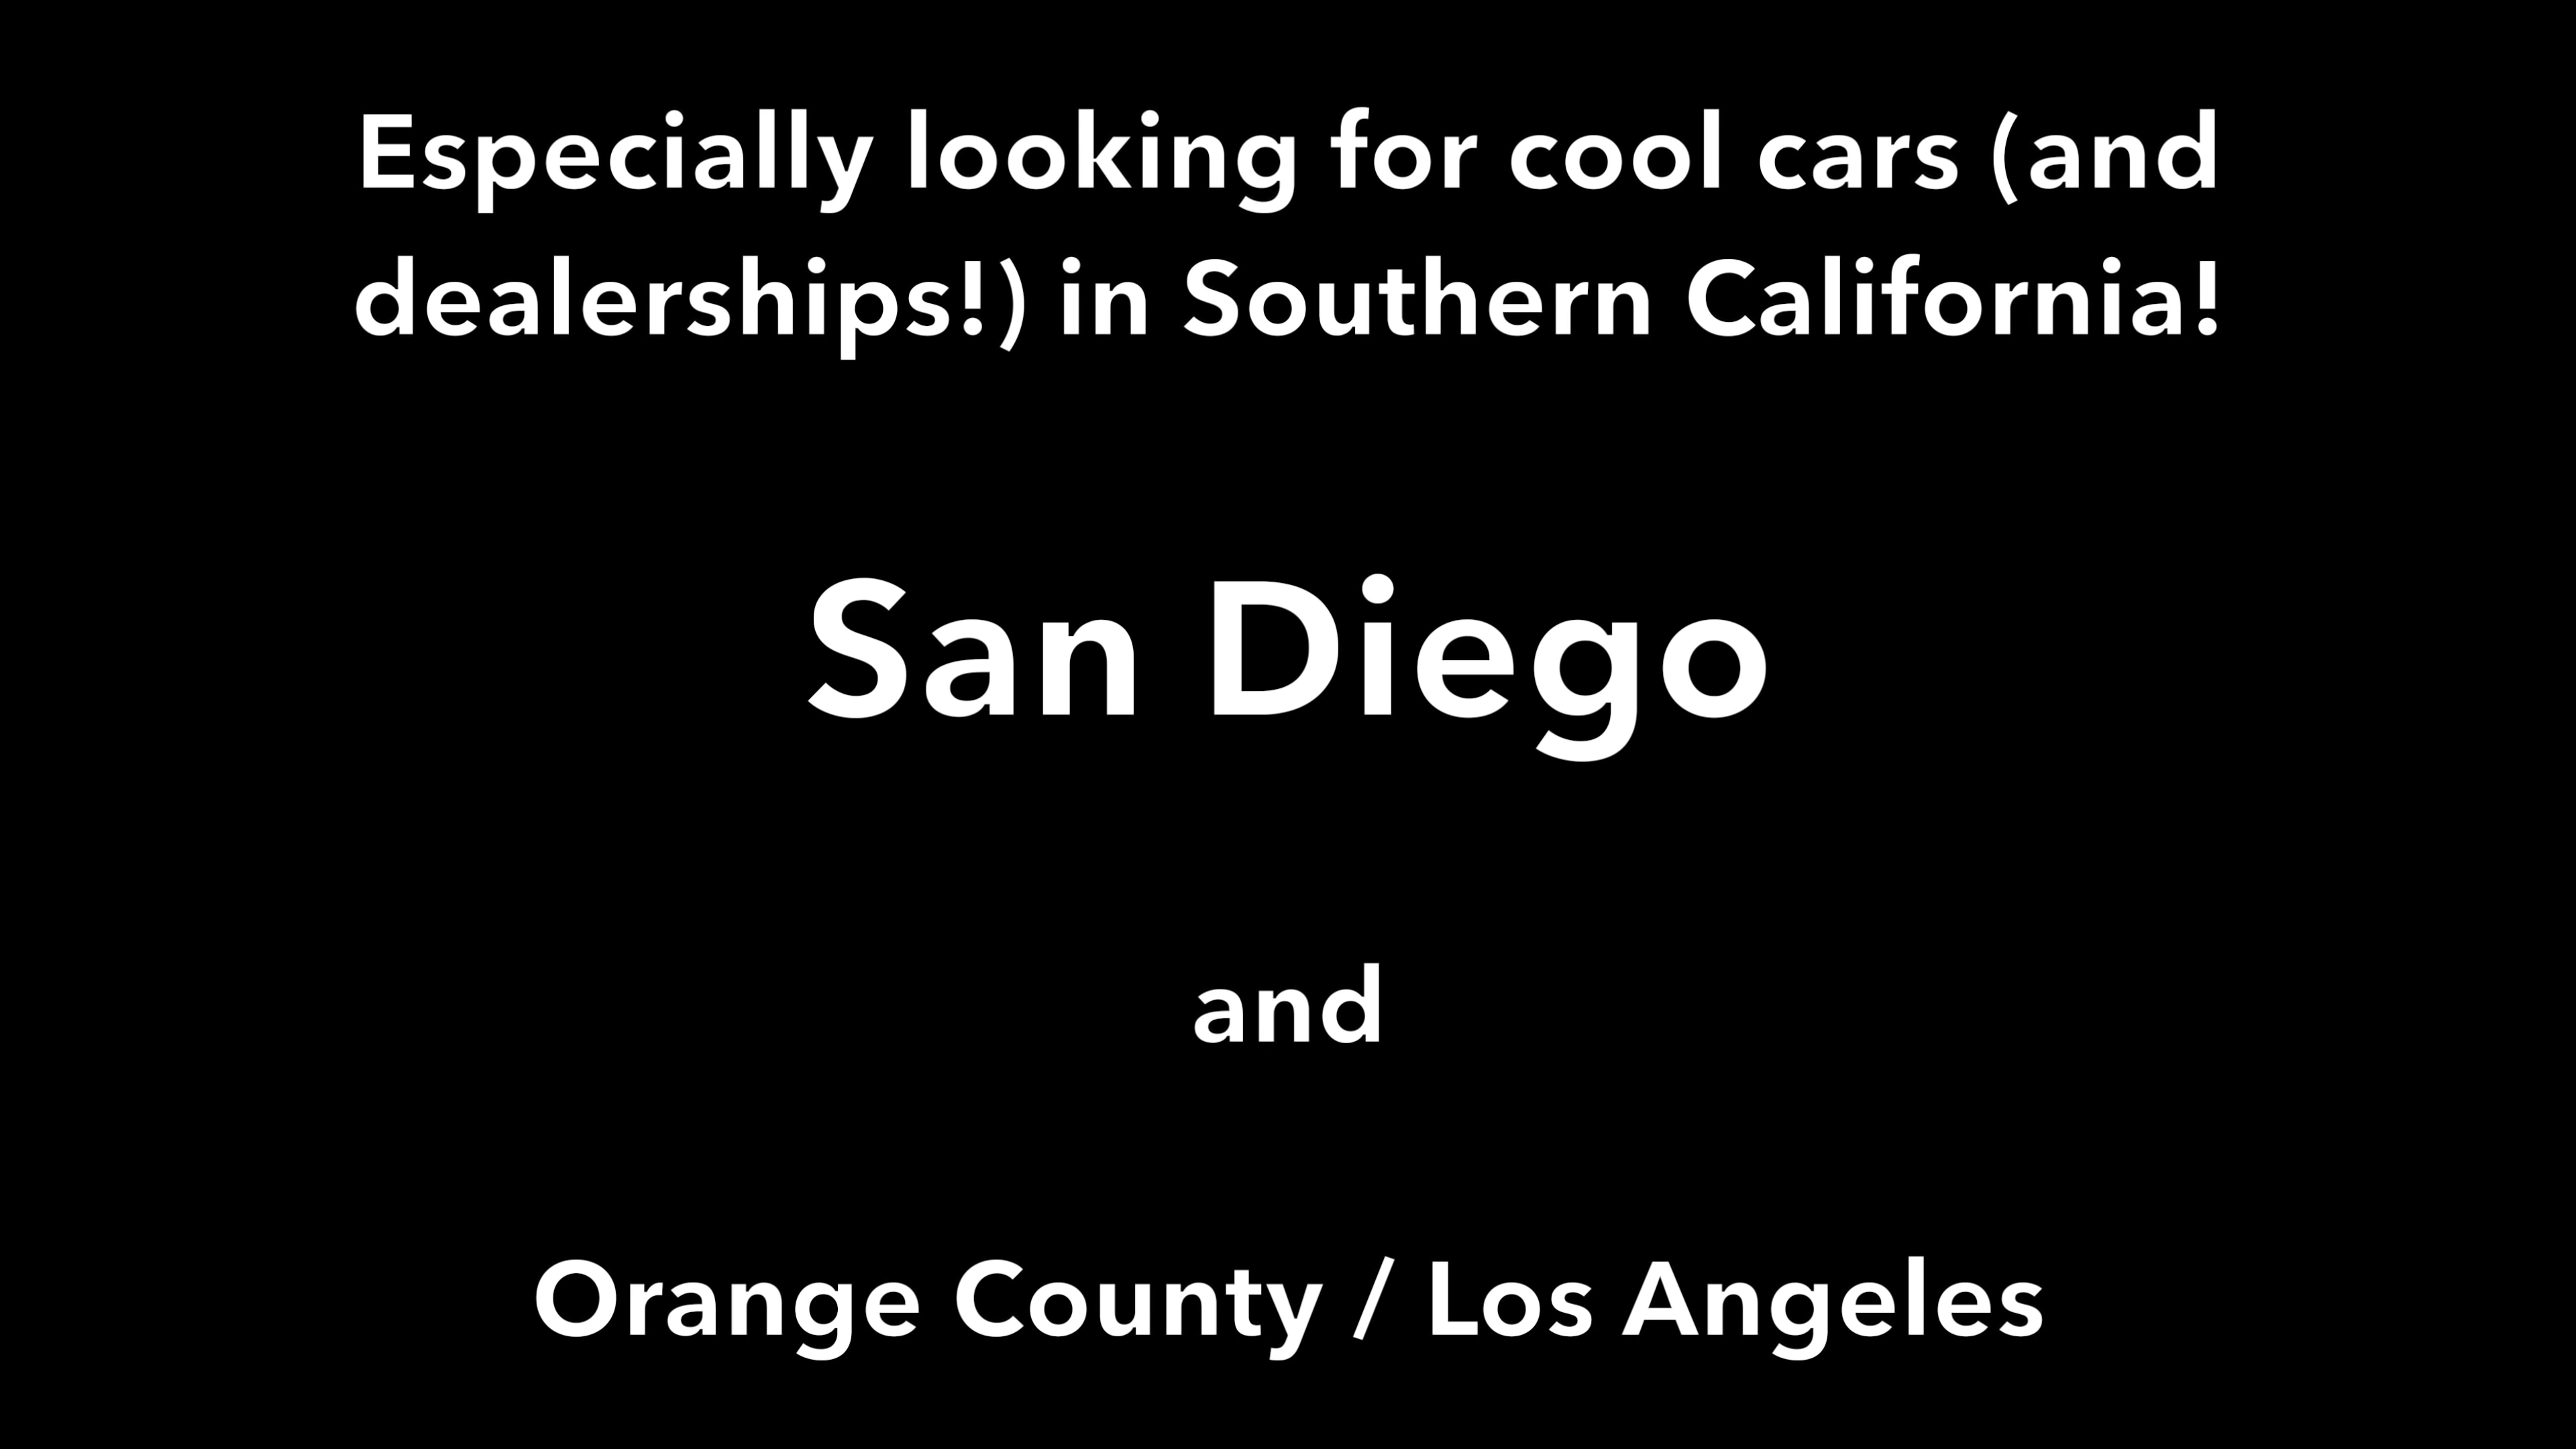 Especially looking for cool cars (and
dealerships!) in Southern California!
San Diego
and
Orange County / Los Angeles